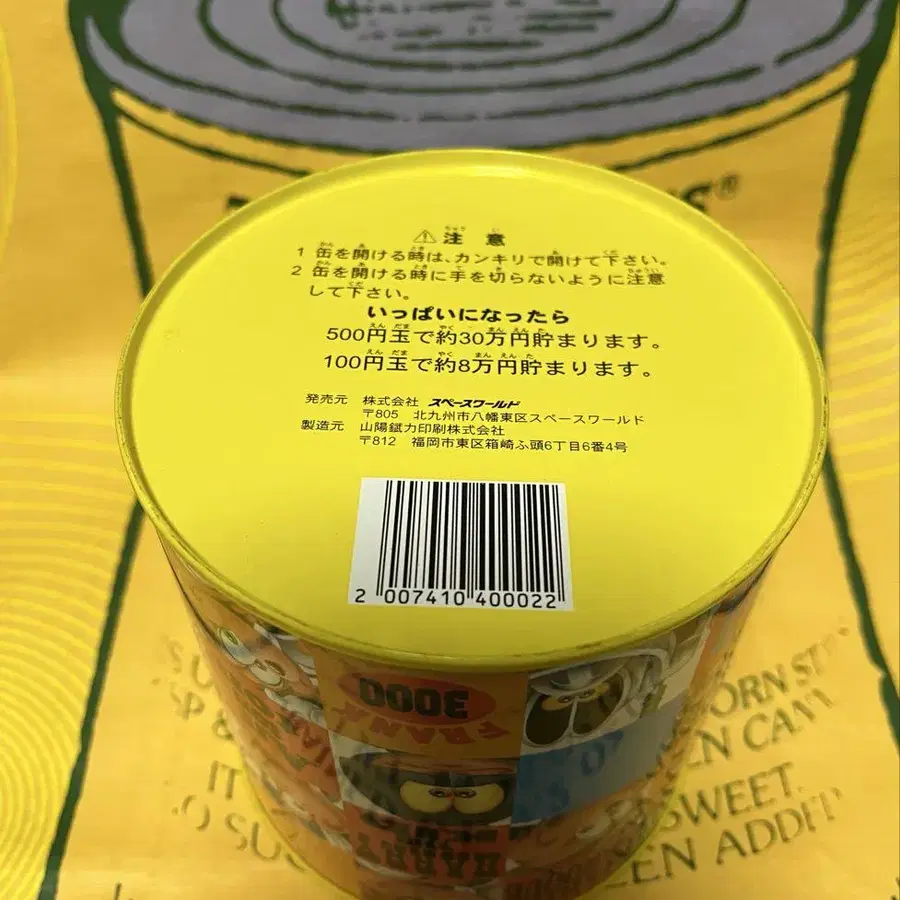 ⚠注意
1 缶を開ける時は、カンキリで開けて下さい。
2 缶を開ける時に手を切らないように注意
して下さい。
いっぱいになったら
500円玉で約30万円貯まります。
100円玉で約8万円貯まります。
発売元 株式会社 スペースワールド
〒805 北九州市八幡東区スペースワールド
製造元 山陽錻力印刷株式会社
〒812 福岡市東区箱崎ふ頭6丁目6番4号
2 007410 400022
3000
FRAN
HARRY
ORN
SWEET.